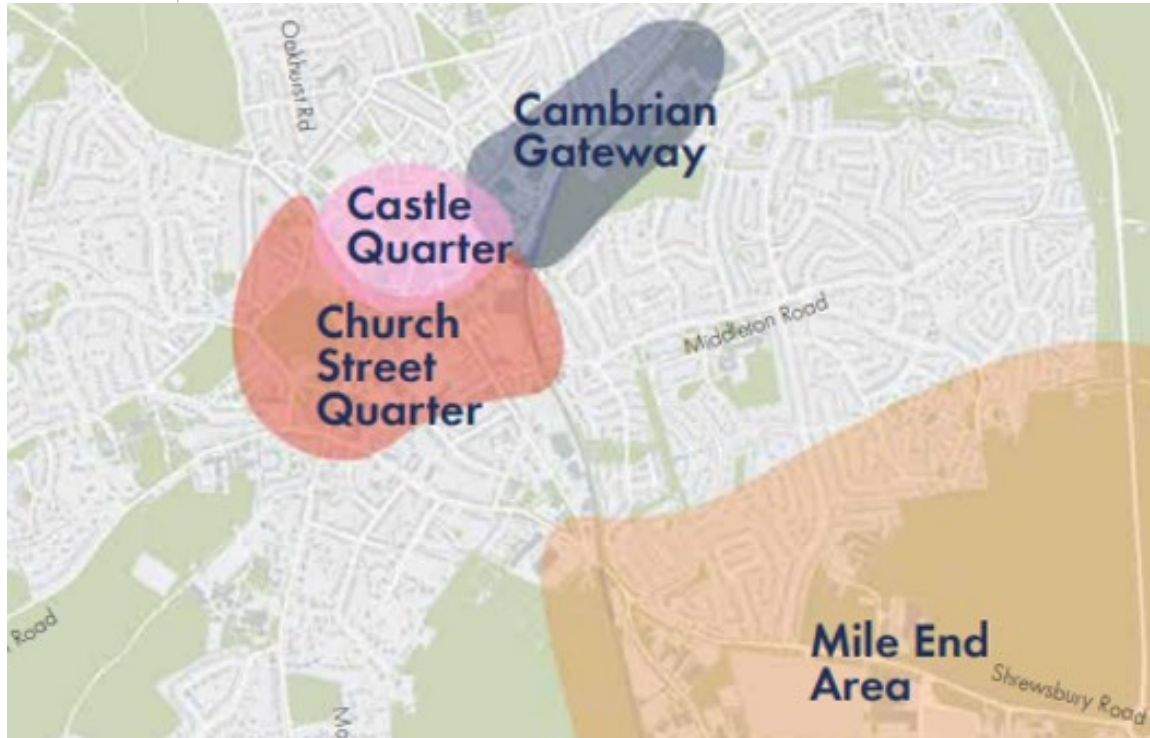 Oakhurst Rd
Cambrian
Gateway
Castle
Quarter
Church
Street
Quarter
Middleton Road
Road
Mile End
Area
Shrewsbury Road